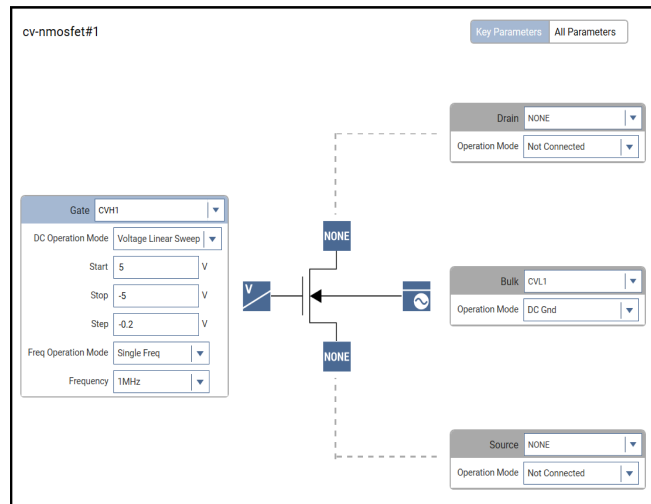 cv-nmosfet#1
Key Parameters All Parameters
Drain NONE
Operation Mode Not Connected
Gate CVH1
DC Operation Mode Voltage Linear Sweep
Start 5 V
Stop -5 V
Step -0.2 V
Freq Operation Mode Single Freq
Frequency 1MHz
NONE
V
NONE
Bulk CVL1
Operation Mode DC Gnd
Source NONE
Operation Mode Not Connected